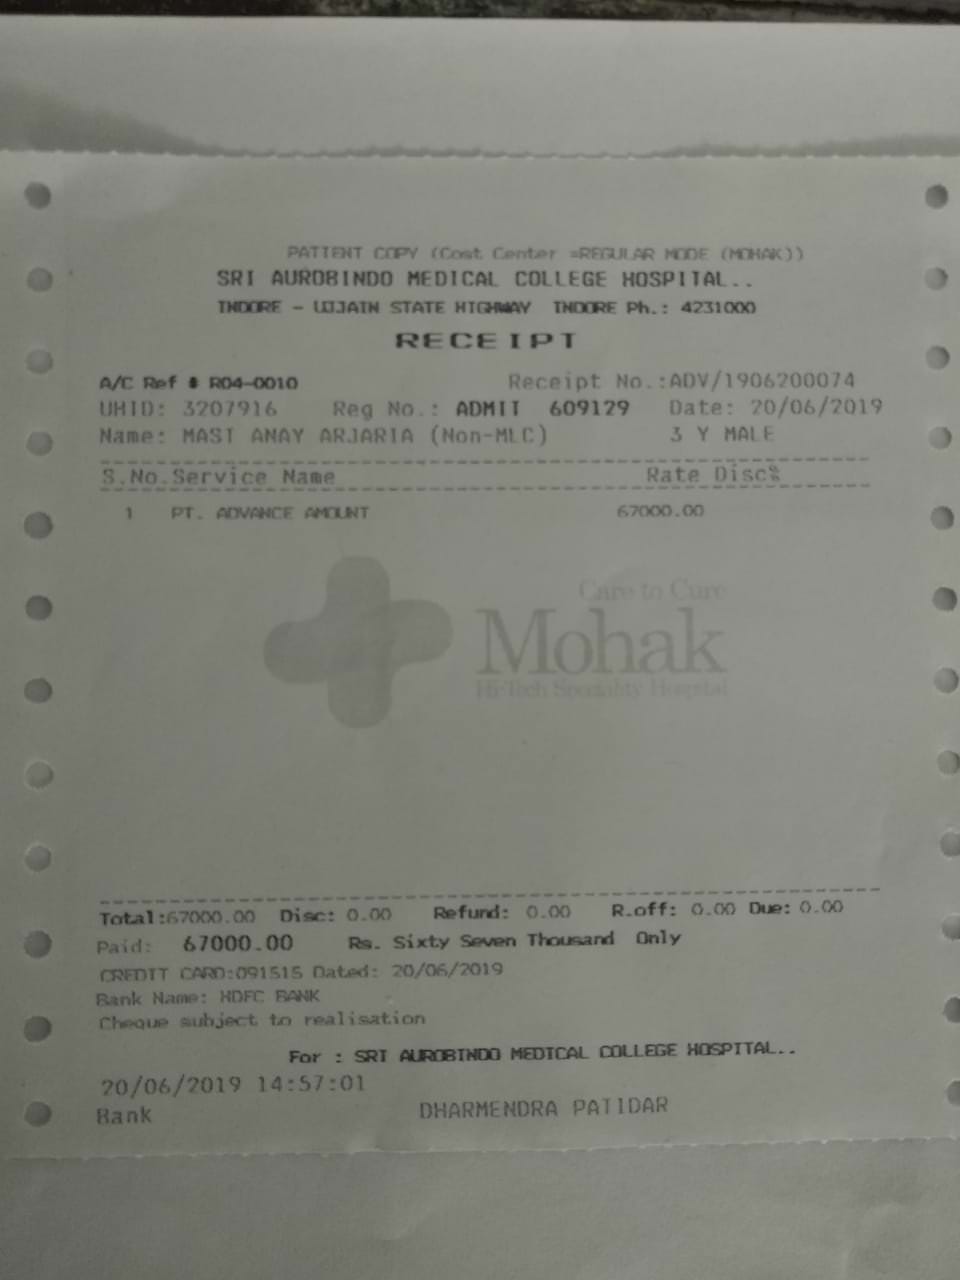 PATIENT COPY (Cost Center =REGULAR MODE (MOHAK))
SRI AUROBINDO MEDICAL COLLEGE HOSPITAL..
INDORE - UJJAIN STATE HIGHWAY INDORE Ph.: 4231000
RECEIPT
A/C Ref # R04-0010 Receipt No.:ADV/1906200074
UHID: 3207916 Reg No.: ADMIT 609129 Date: 20/06/2019
Name: MAST ANAY ARJARIA (Non-MLC) 3 Y MALE
S.No.Service Name Rate Disc%
1 PT. ADVANCE AMOUNT 67000.00
Care to Cure
Mohak
Hi-Tech Speciality Hospital
Total:67000.00 Disc: 0.00 Refund: 0.00 R.off: 0.00 Due: 0.00
Paid: 67000.00 Rs. Sixty Seven Thousand Only
CREDIT CARD:091515 Dated: 20/06/2019
Bank Name: HDFC BANK
Cheque subject to realisation
For : SRI AUROBINDO MEDICAL COLLEGE HOSPITAL..
20/06/2019 14:57:01
Bank DHARMENDRA PATIDAR